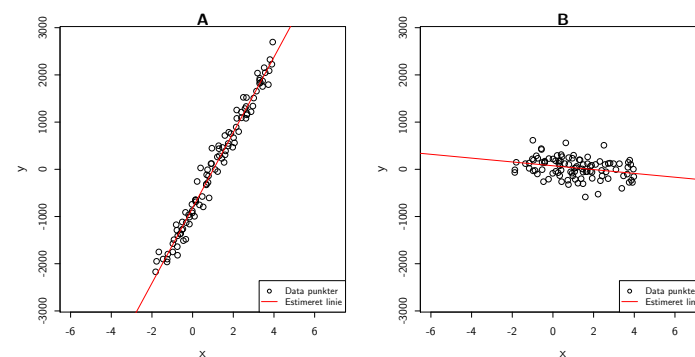 A
3000
2000
1000
0
-1000
-2000
-3000
y
-6 -4 -2 0 2 4 6
x
Data punkter
Estimeret linie
B
3000
2000
1000
0
-1000
-2000
-3000
y
-6 -4 -2 0 2 4 6
x
Data punkter
Estimeret lin